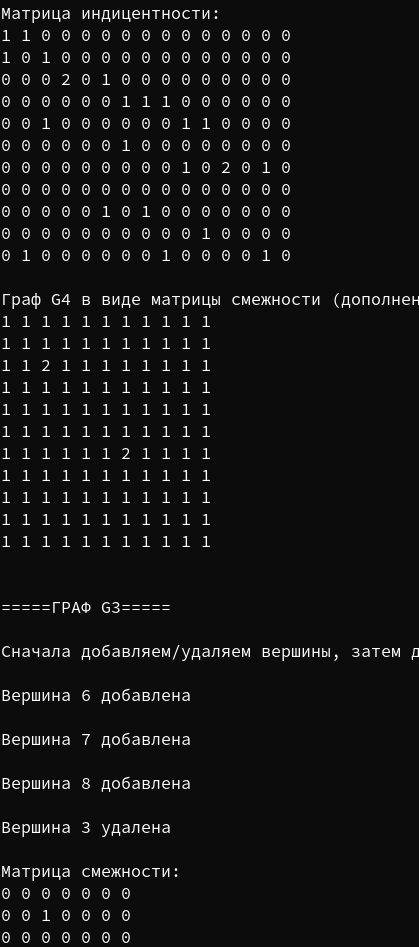 Матрица индицентности:
1 1 0 0 0 0 0 0 0 0 0 0 0 0 0
1 0 1 0 0 0 0 0 0 0 0 0 0 0 0
0 0 0 2 0 1 0 0 0 0 0 0 0 0 0
0 0 0 0 0 0 1 1 1 0 0 0 0 0 0
0 0 1 0 0 0 0 0 0 1 1 0 0 0 0
0 0 0 0 0 0 1 0 0 0 0 0 0 0 0
0 0 0 0 0 0 0 0 0 1 0 2 0 1 0
0 0 0 0 0 0 0 0 0 0 0 0 0 0 0
0 0 0 0 0 1 0 1 0 0 0 0 0 0 0
0 0 0 0 0 0 0 0 0 0 1 0 0 0 0
0 1 0 0 0 0 0 0 1 0 0 0 0 1 0
Граф G4 в виде матрицы смежности (дополнен
1 1 1 1 1 1 1 1 1 1 1
1 1 1 1 1 1 1 1 1 1 1
1 1 2 1 1 1 1 1 1 1 1
1 1 1 1 1 1 1 1 1 1 1
1 1 1 1 1 1 1 1 1 1 1
1 1 1 1 1 1 1 1 1 1 1
1 1 1 1 1 1 2 1 1 1 1
1 1 1 1 1 1 1 1 1 1 1
1 1 1 1 1 1 1 1 1 1 1
1 1 1 1 1 1 1 1 1 1 1
1 1 1 1 1 1 1 1 1 1 1
=====ГРАФ G3=====
Сначала добавляем/удаляем вершины, затем д
Вершина 6 добавлена
Вершина 7 добавлена
Вершина 8 добавлена
Вершина 3 удалена
Матрица смежности:
0 0 0 0 0 0 0
0 0 1 0 0 0 0
0 0 0 0 0 0 0